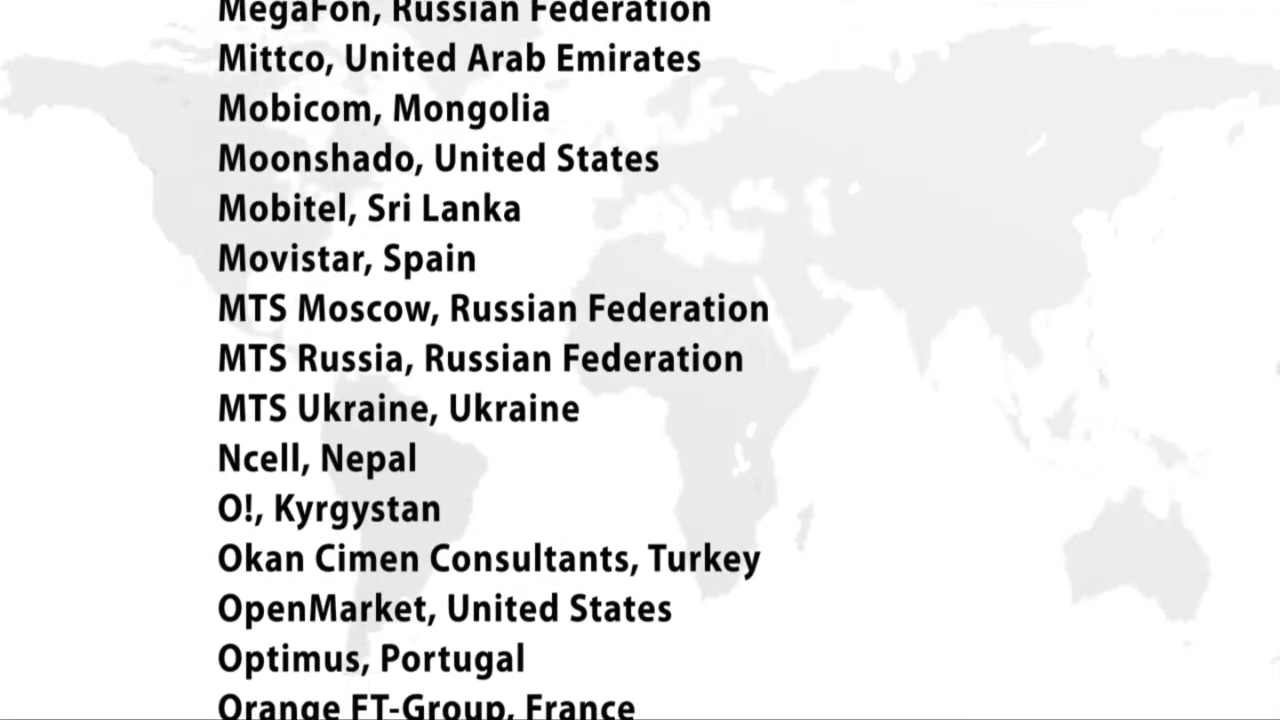 MegaFon, Russian Federation
Mittco, United Arab Emirates
Mobicom, Mongolia
Moonshado, United States
Mobitel, Sri Lanka
Movistar, Spain
MTS Moscow, Russian Federation
MTS Russia, Russian Federation
MTS Ukraine, Ukraine
Ncell, Nepal
O!, Kyrgystan
Okan Cimen Consultants, Turkey
OpenMarket, United States
Optimus, Portugal
Orange FT-Group, France